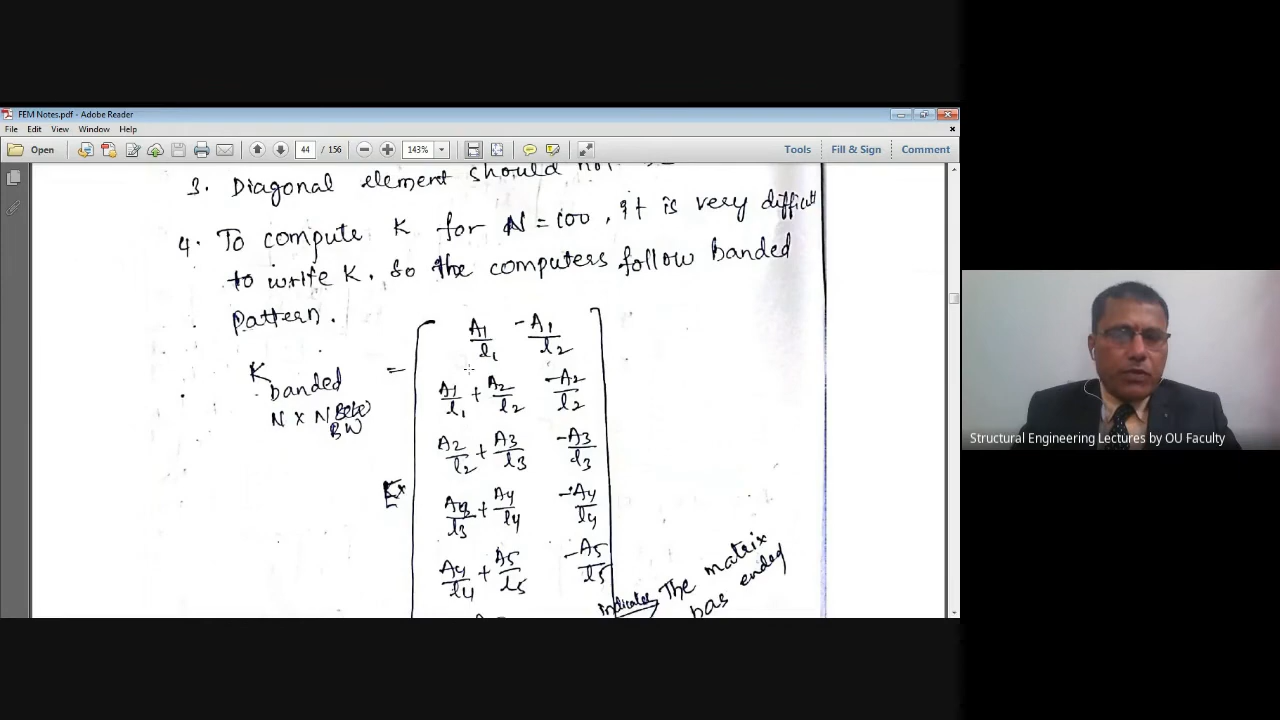 FEM Notes.pdf - Adobe Reader
File Edit View Window Help
Open 44 / 156 143% Tools Fill & Sign Comment
3. Diagonal element should not
4. To compute K for N = 100, it is very difficult
to write K. So the computers follow banded
pattern.
K banded = A1/l1 -A1/l2
N x N BW
A1/l1 + A2/l2 -A2/l2
A2/l2 + A3/l3 -A3/l3
E x
A3/l3 + A4/l4 -A4/l4
A4/l4 + A5/l5 -A5/l5
indicates The matrix
has ended
Structural Engineering Lectures by OU Faculty